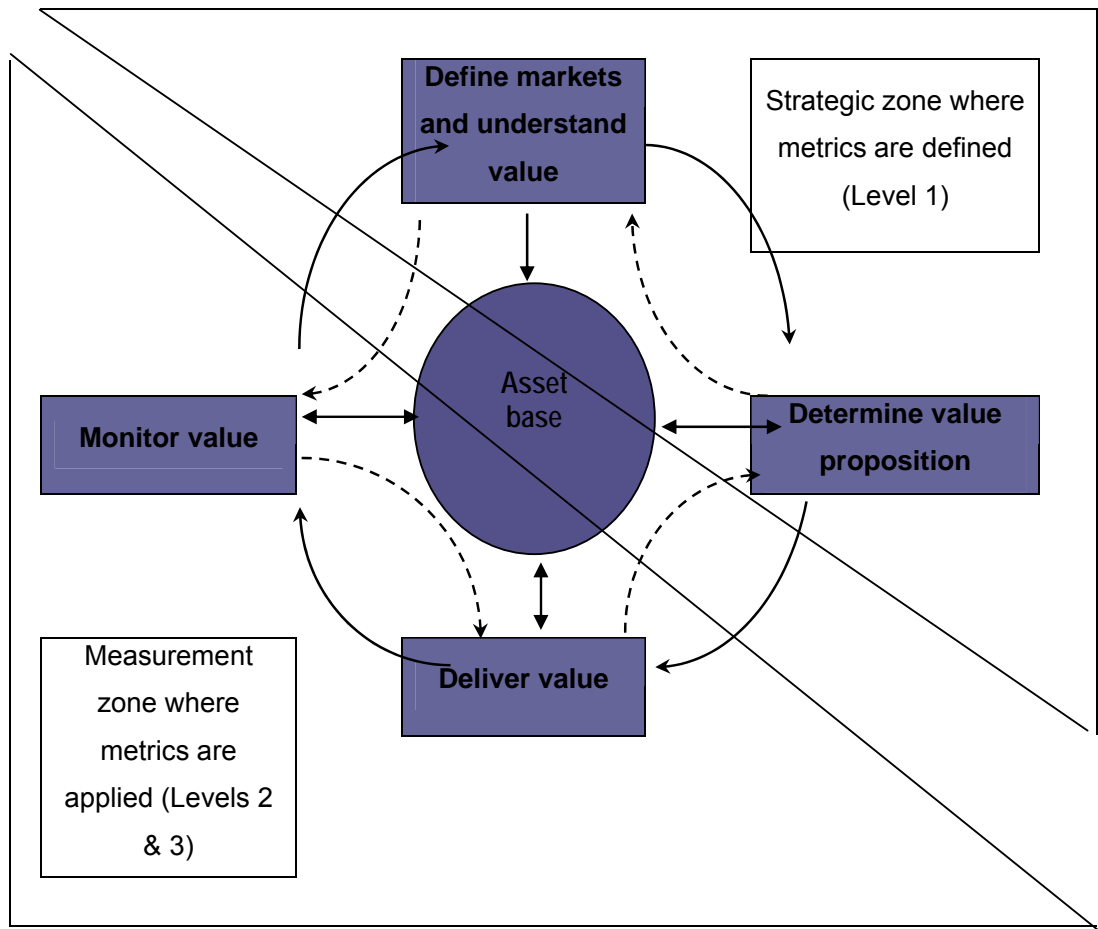 Define markets
and understand
value
Strategic zone where
metrics are defined
(Level 1)
Asset
base
Monitor value
Determine value
proposition
Deliver value
Measurement
zone where
metrics are
applied (Levels 2
& 3)